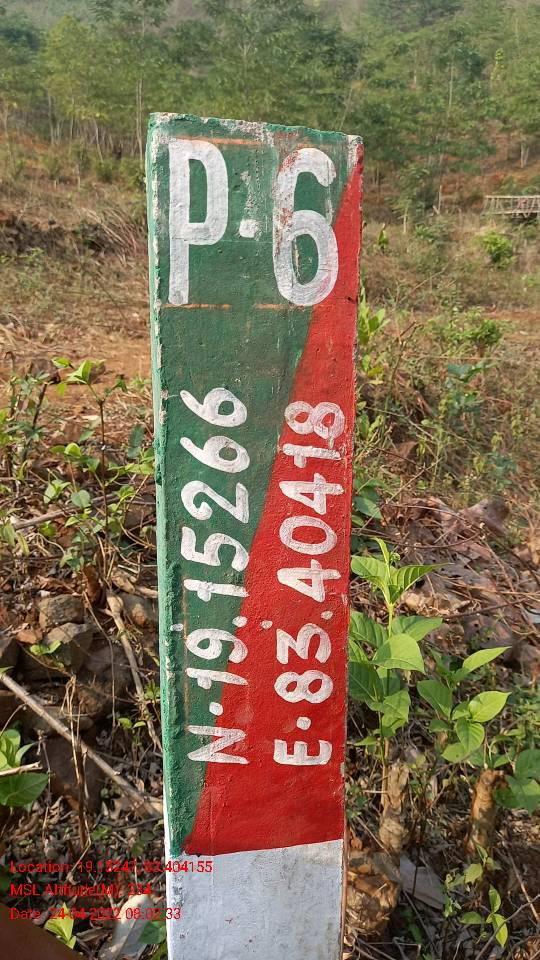 P.6
N.19.15266
E.83.40418
Location: 19.15247,83.404155
MSL Altitude(M): 234
Date: 24-04-2022 08:02:33